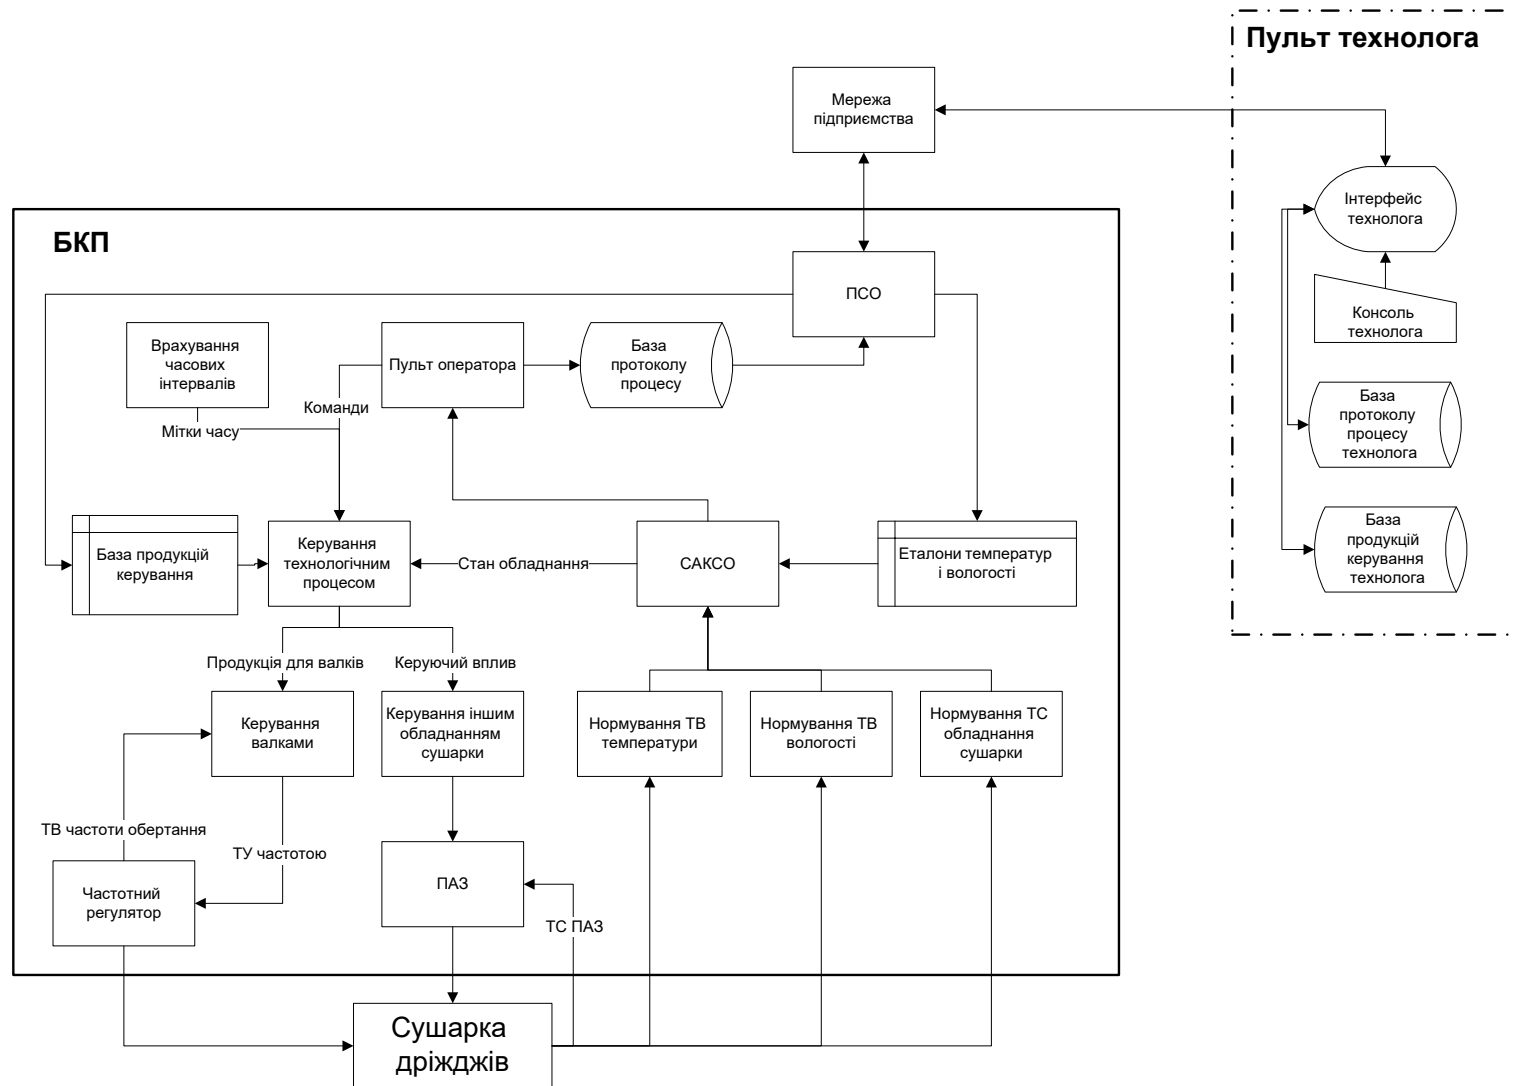 Пульт технолога
Мережа
підприємства
Інтерфейс
технолога
БКП
ПСО
Консоль
технолога
Врахування
часових
інтервалів
Пульт оператора
База
протоколу
процесу
Команди
Мітки часу
База
протоколу
процесу
технолога
База продукцій
керування
Керування
технологічним
процесом
Стан обладнання
САКСО
Еталони температур
і вологості
База
продукцій
керування
технолога
Продукція для валків
Керуючий вплив
Керування
валками
Керування іншим
обладнанням
сушарки
Нормування ТВ
температури
Нормування ТВ
вологості
Нормування ТС
обладнання
сушарки
ТВ частоти обертання
ТУ частотою
Частотний
регулятор
ПАЗ
ТС ПАЗ
Сушарка
дріжджів